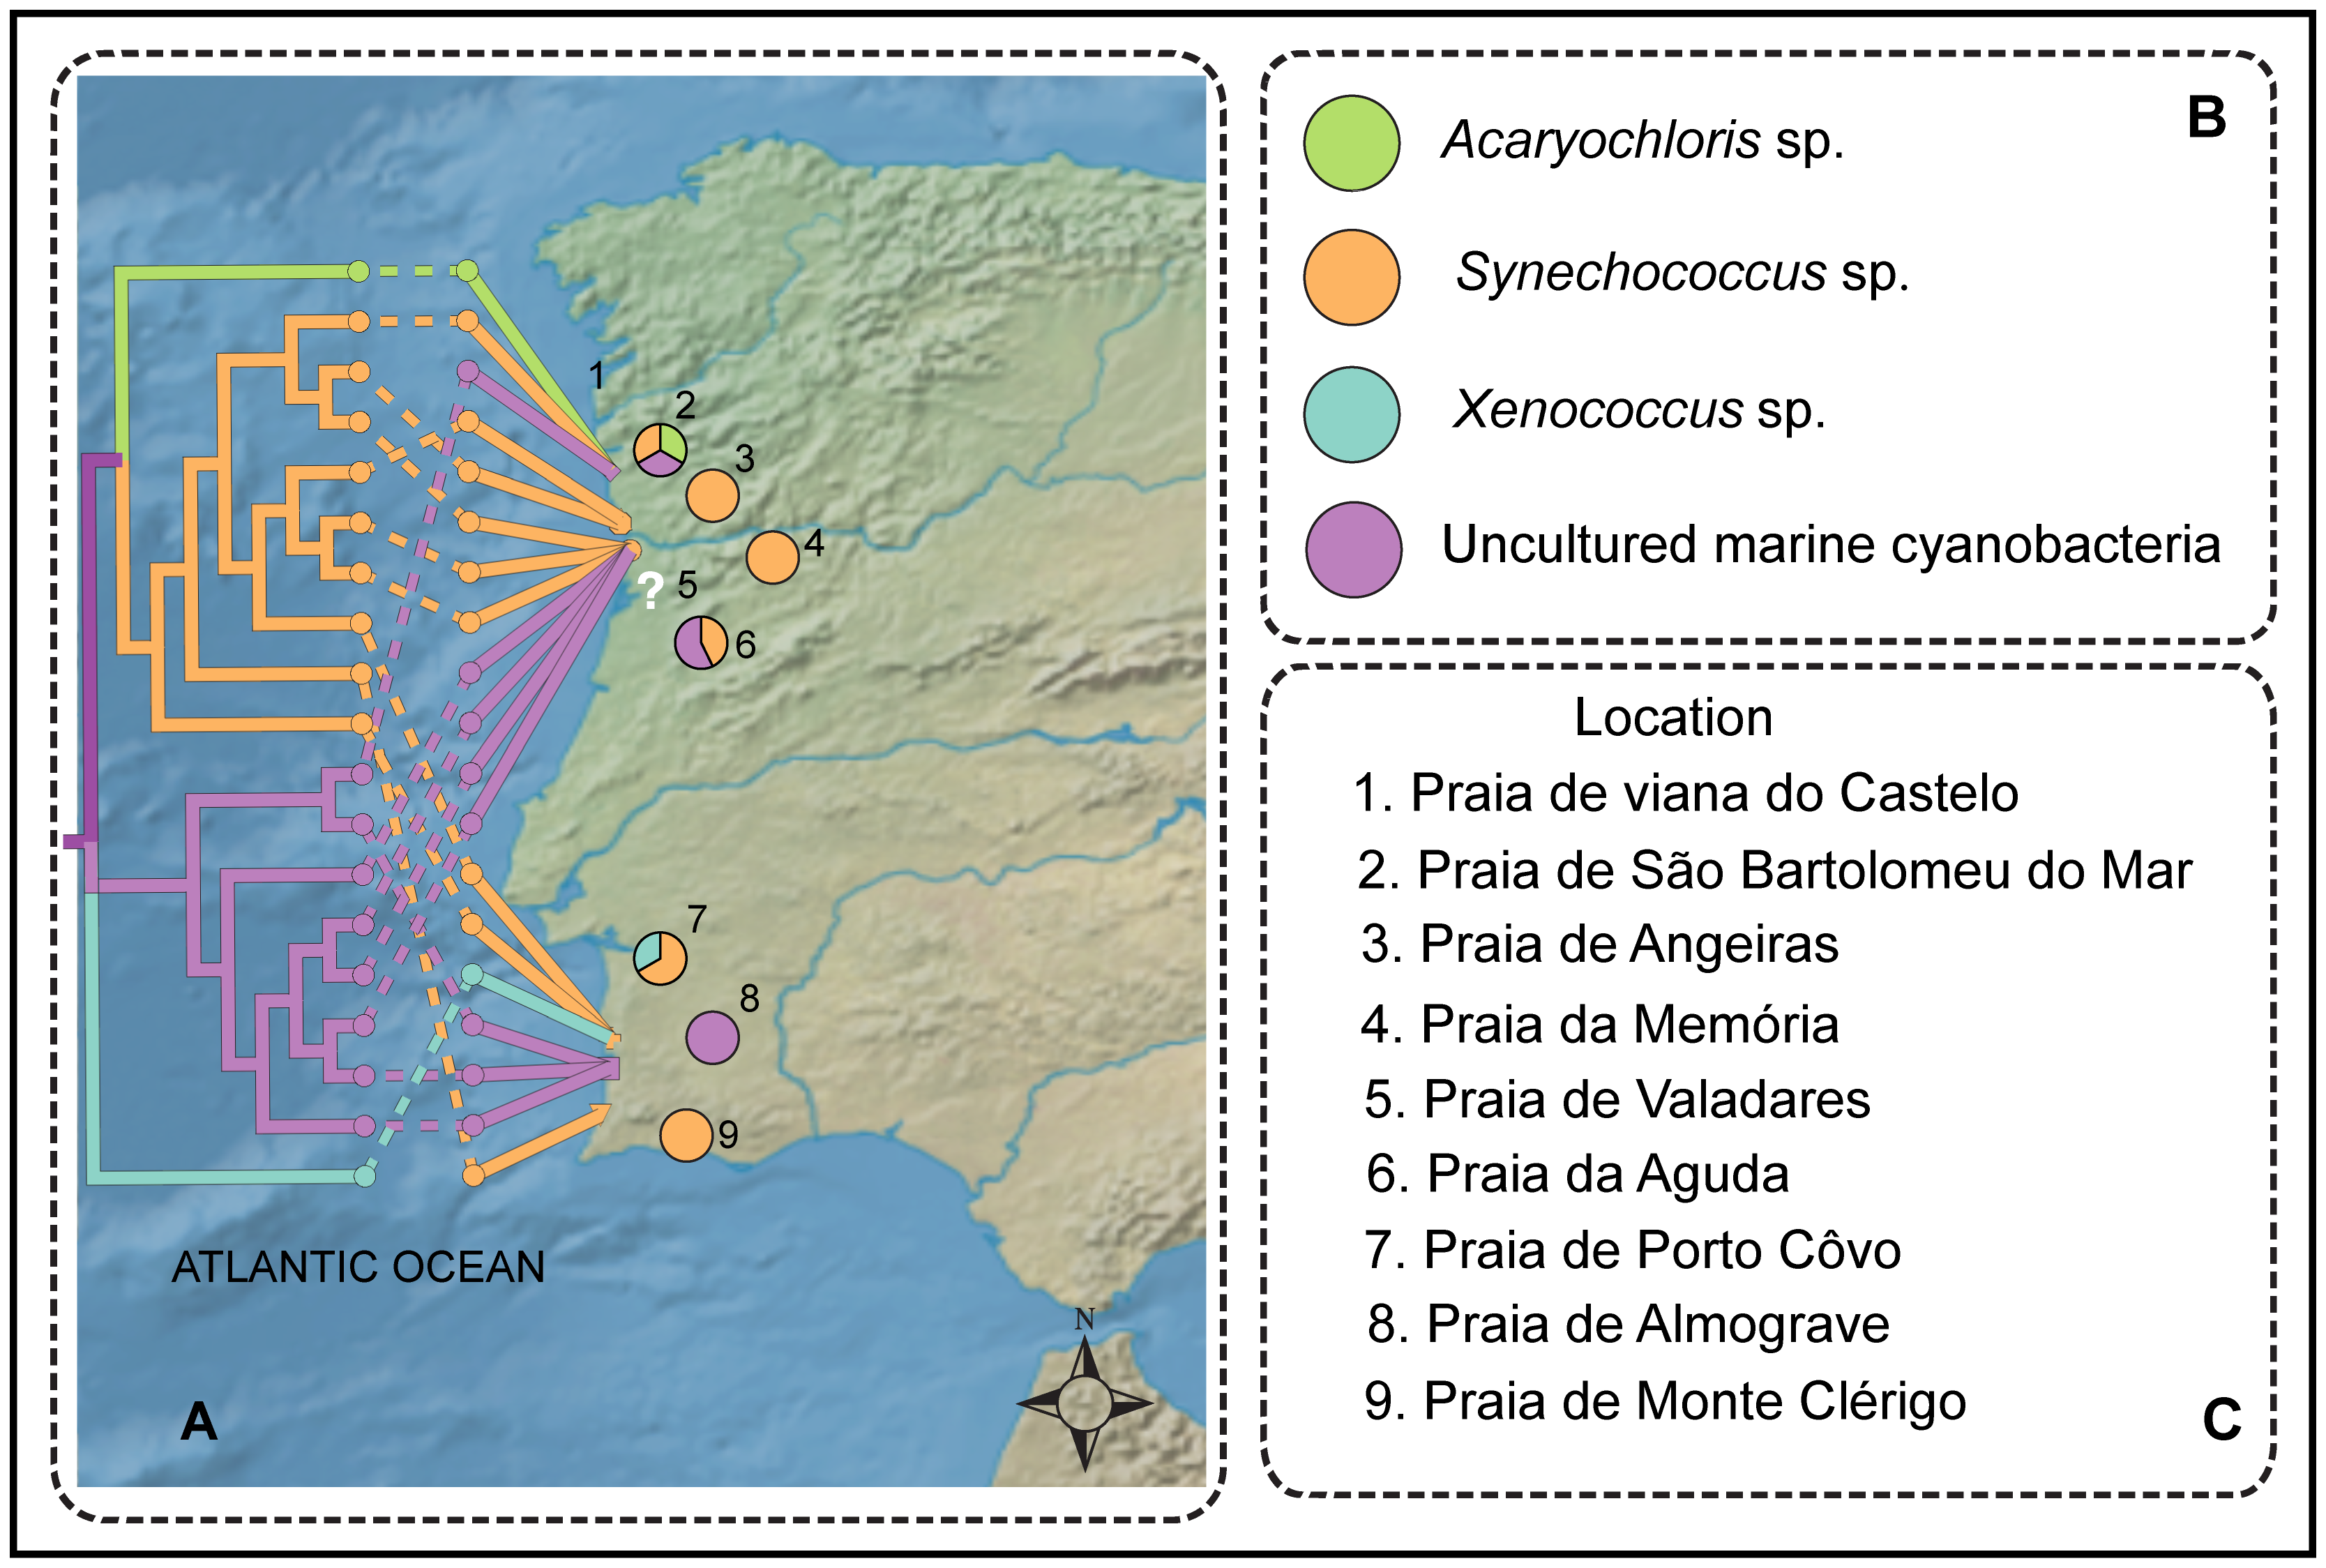 1
2
3
4
? 5
6
7
8
9
ATLANTIC OCEAN
N
A
B
Acaryochloris sp.
Synechococcus sp.
Xenococcus sp.
Uncultured marine cyanobacteria
Location
1. Praia de viana do Castelo
2. Praia de São Bartolomeu do Mar
3. Praia de Angeiras
4. Praia da Memória
5. Praia de Valadares
6. Praia da Aguda
7. Praia de Porto Côvo
8. Praia de Almograve
9. Praia de Monte Clérigo
C